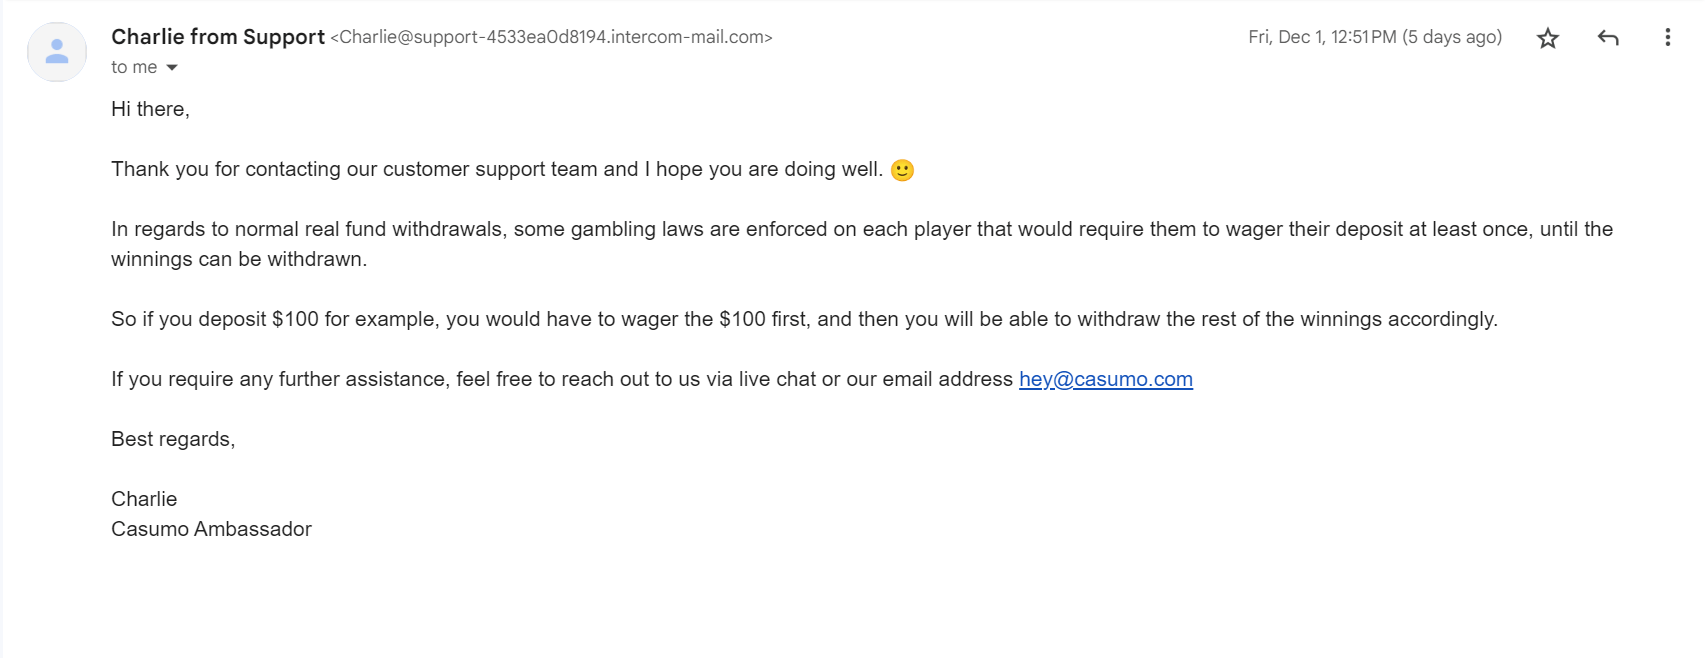 Charlie from Support <Charlie@support-4533ea0d8194.intercom-mail.com>
Fri, Dec 1, 12:51 PM (5 days ago)
to me
Hi there,
Thank you for contacting our customer support team and I hope you are doing well. 🙂
In regards to normal real fund withdrawals, some gambling laws are enforced on each player that would require them to wager their deposit at least once, until the
winnings can be withdrawn.
So if you deposit $100 for example, you would have to wager the $100 first, and then you will be able to withdraw the rest of the winnings accordingly.
If you require any further assistance, feel free to reach out to us via live chat or our email address hey@casumo.com
Best regards,
Charlie
Casumo Ambassador